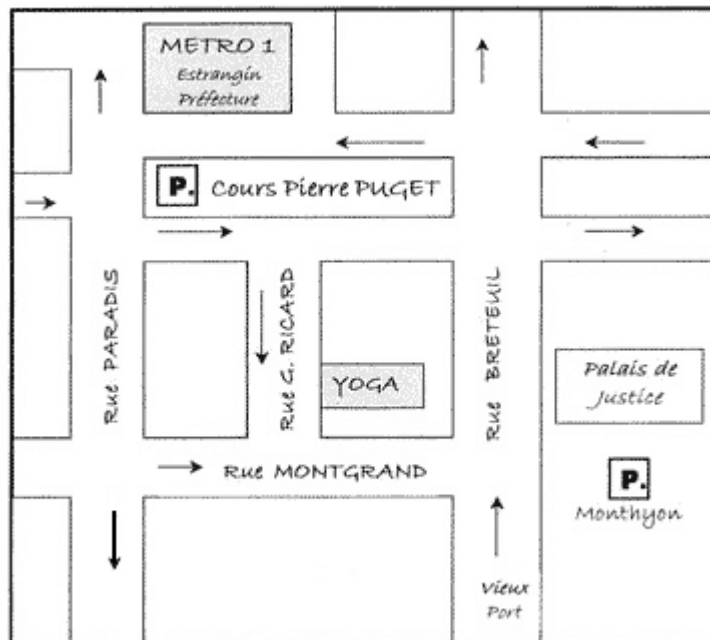 METRO 1
Estrangin
Préfecture
P. Cours Pierre PUGET
Rue PARADIS
Rue G. RICARD
YOGA
Rue BRETEUIL
Palais de
Justice
Rue MONTGRAND
P.
Monthyon
Vieux
Port